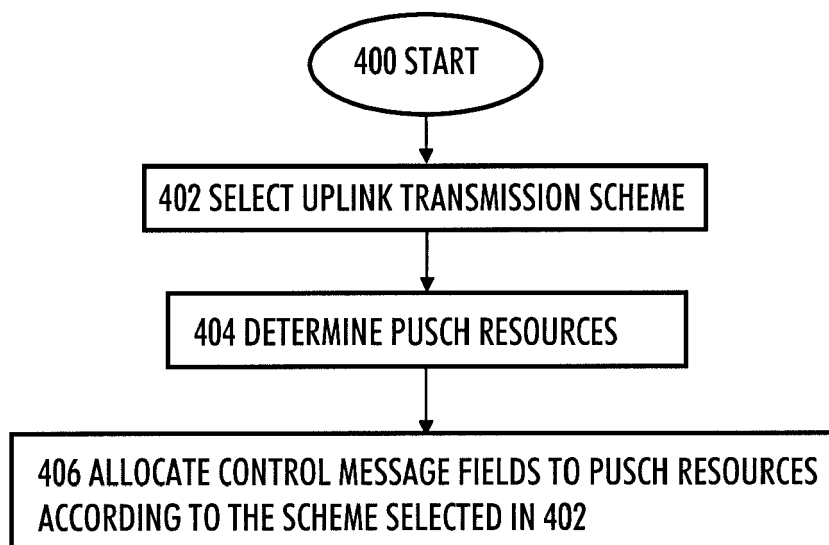 400 START
402 SELECT UPLINK TRANSMISSION SCHEME
404 DETERMINE PUSCH RESOURCES
406 ALLOCATE CONTROL MESSAGE FIELDS TO PUSCH RESOURCES
ACCORDING TO THE SCHEME SELECTED IN 402